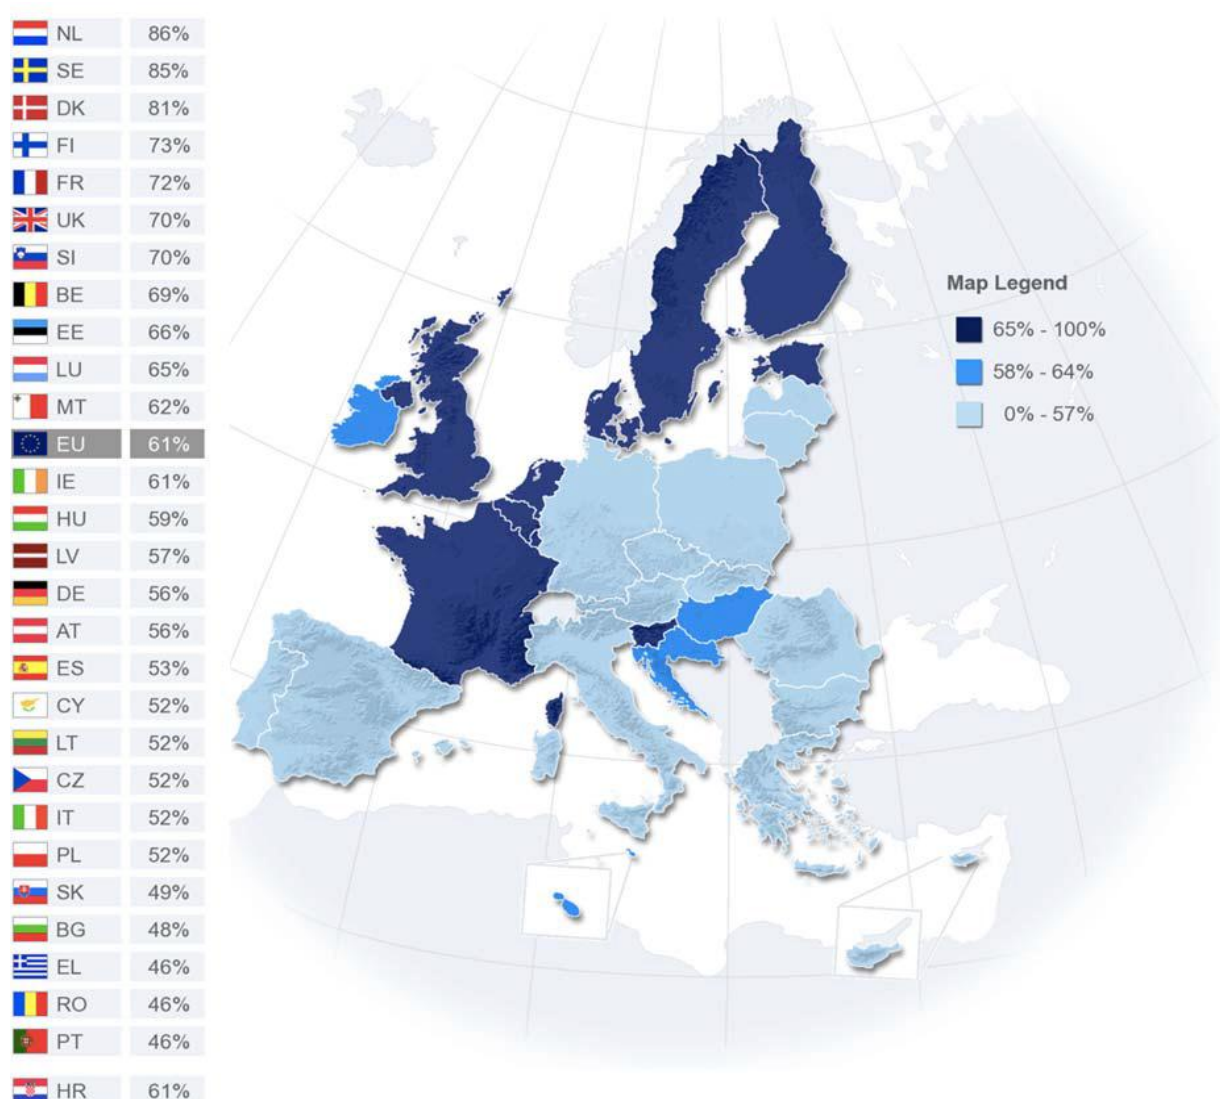 NL 86%
SE 85%
DK 81%
FI 73%
FR 72%
UK 70%
SI 70%
BE 69%
EE 66%
LU 65%
MT 62%
EU 61%
IE 61%
HU 59%
LV 57%
DE 56%
AT 56%
ES 53%
CY 52%
LT 52%
CZ 52%
IT 52%
PL 52%
SK 49%
BG 48%
EL 46%
RO 46%
PT 46%
HR 61%
Map Legend
65% - 100%
58% - 64%
0% - 57%